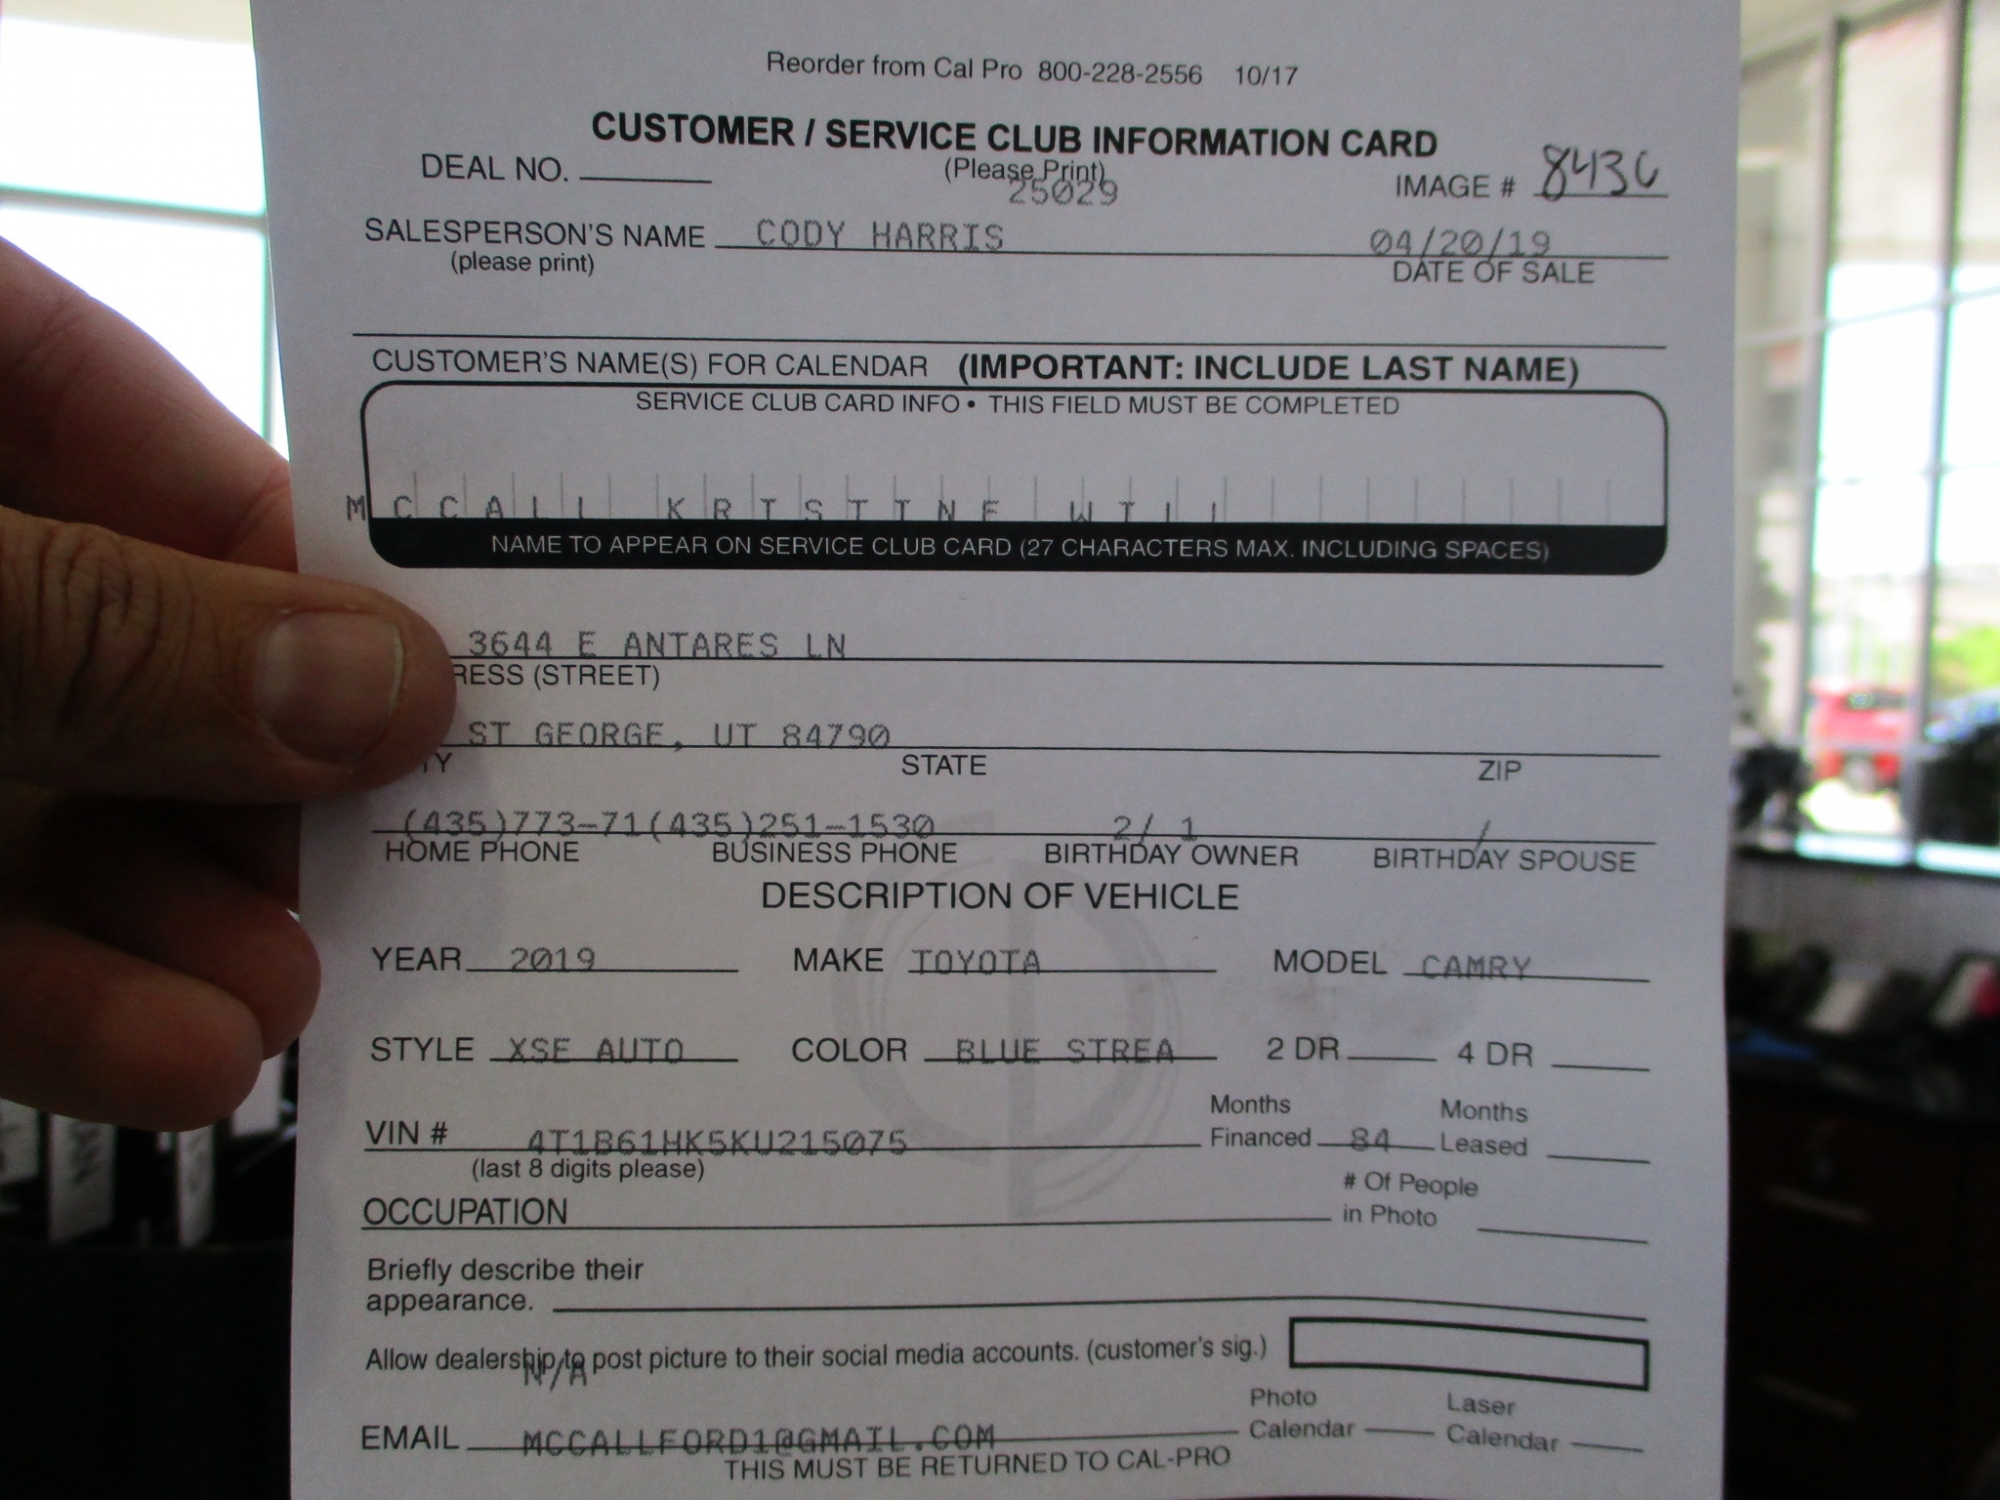 Reorder from Cal Pro 800-228-2556 10/17
CUSTOMER / SERVICE CLUB INFORMATION CARD
DEAL NO. (Please Print) IMAGE # 8436
25029
SALESPERSON'S NAME CODY HARRIS 04/20/19
(please print) DATE OF SALE
CUSTOMER'S NAME(S) FOR CALENDAR (IMPORTANT: INCLUDE LAST NAME)
SERVICE CLUB CARD INFO • THIS FIELD MUST BE COMPLETED
MCCALL KRISTINE WILL
NAME TO APPEAR ON SERVICE CLUB CARD (27 CHARACTERS MAX. INCLUDING SPACES)
3644 E ANTARES LN
RESS (STREET)
ST GEORGE, UT 84790
TY STATE ZIP
(435)773-71(435)251-1530 2/ 1 /
HOME PHONE BUSINESS PHONE BIRTHDAY OWNER BIRTHDAY SPOUSE
DESCRIPTION OF VEHICLE
YEAR 2019 MAKE TOYOTA MODEL CAMRY
STYLE XSE AUTO COLOR BLUE STREA 2 DR 4 DR
VIN # 4T1B61HK5KU215075 Months Financed 84 Months Leased
(last 8 digits please)
OCCUPATION # Of People in Photo
Briefly describe their
appearance.
Allow dealership to post picture to their social media accounts. (customer's sig.)
N/A
EMAIL MCCALLFORD1@GMAIL.COM Photo Calendar Laser Calendar
THIS MUST BE RETURNED TO CAL-PRO